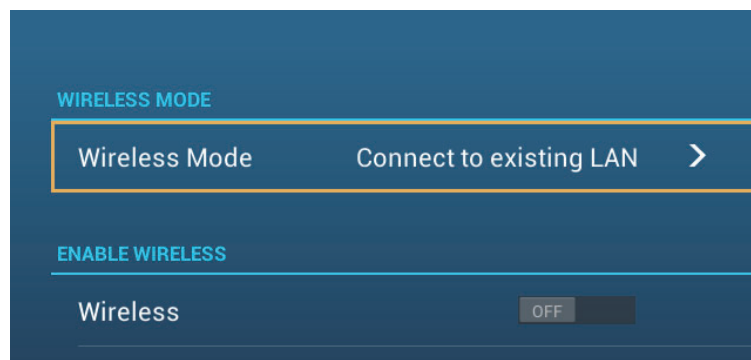 WIRELESS MODE
Wireless Mode Connect to existing LAN
ENABLE WIRELESS
Wireless OFF